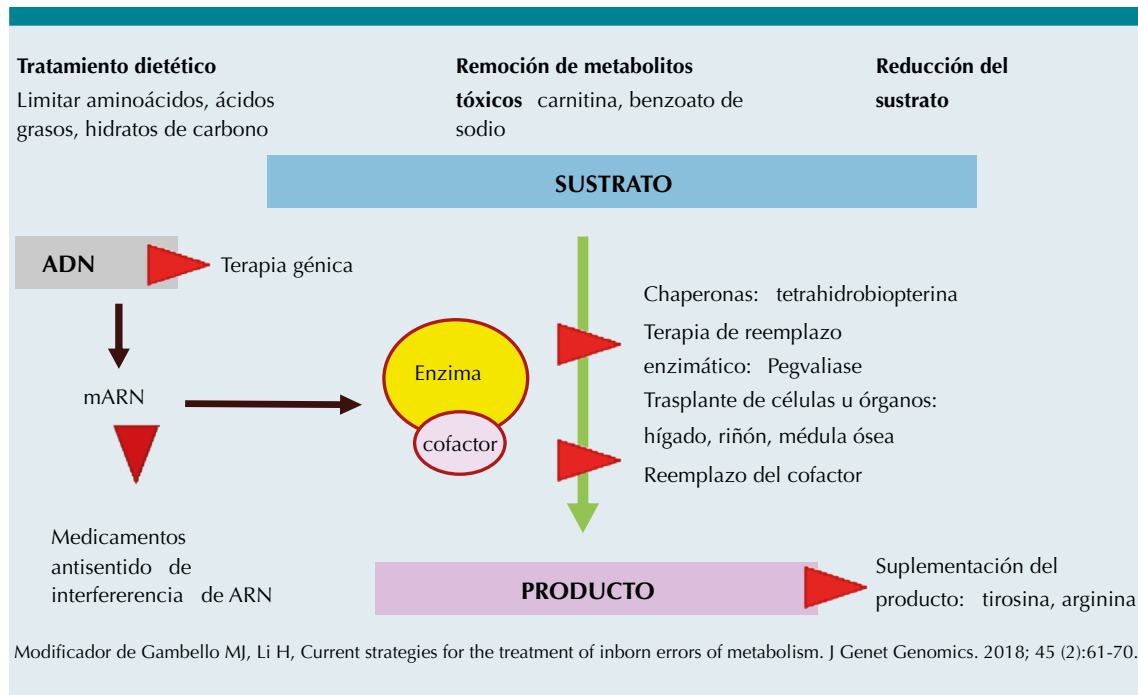 Tratamiento dietético
Limitar aminoácidos, ácidos
grasos, hidratos de carbono
Remoción de metabolitos
tóxicos carnitina, benzoato de
sodio
Reducción del
sustrato
SUSTRATO
ADN
Terapia génica
mARN
Medicamentos
antisentido de
interfererencia de ARN
Enzima
cofactor
Chaperonas: tetrahidrobiopterina
Terapia de reemplazo
enzimático: Pegvaliase
Trasplante de células u órganos:
hígado, riñón, médula ósea
Reemplazo del cofactor
PRODUCTO
Suplementación del
producto: tirosina, arginina
Modificador de Gambello MJ, Li H, Current strategies for the treatment of inborn errors of metabolism. J Genet Genomics. 2018; 45 (2):61-70.